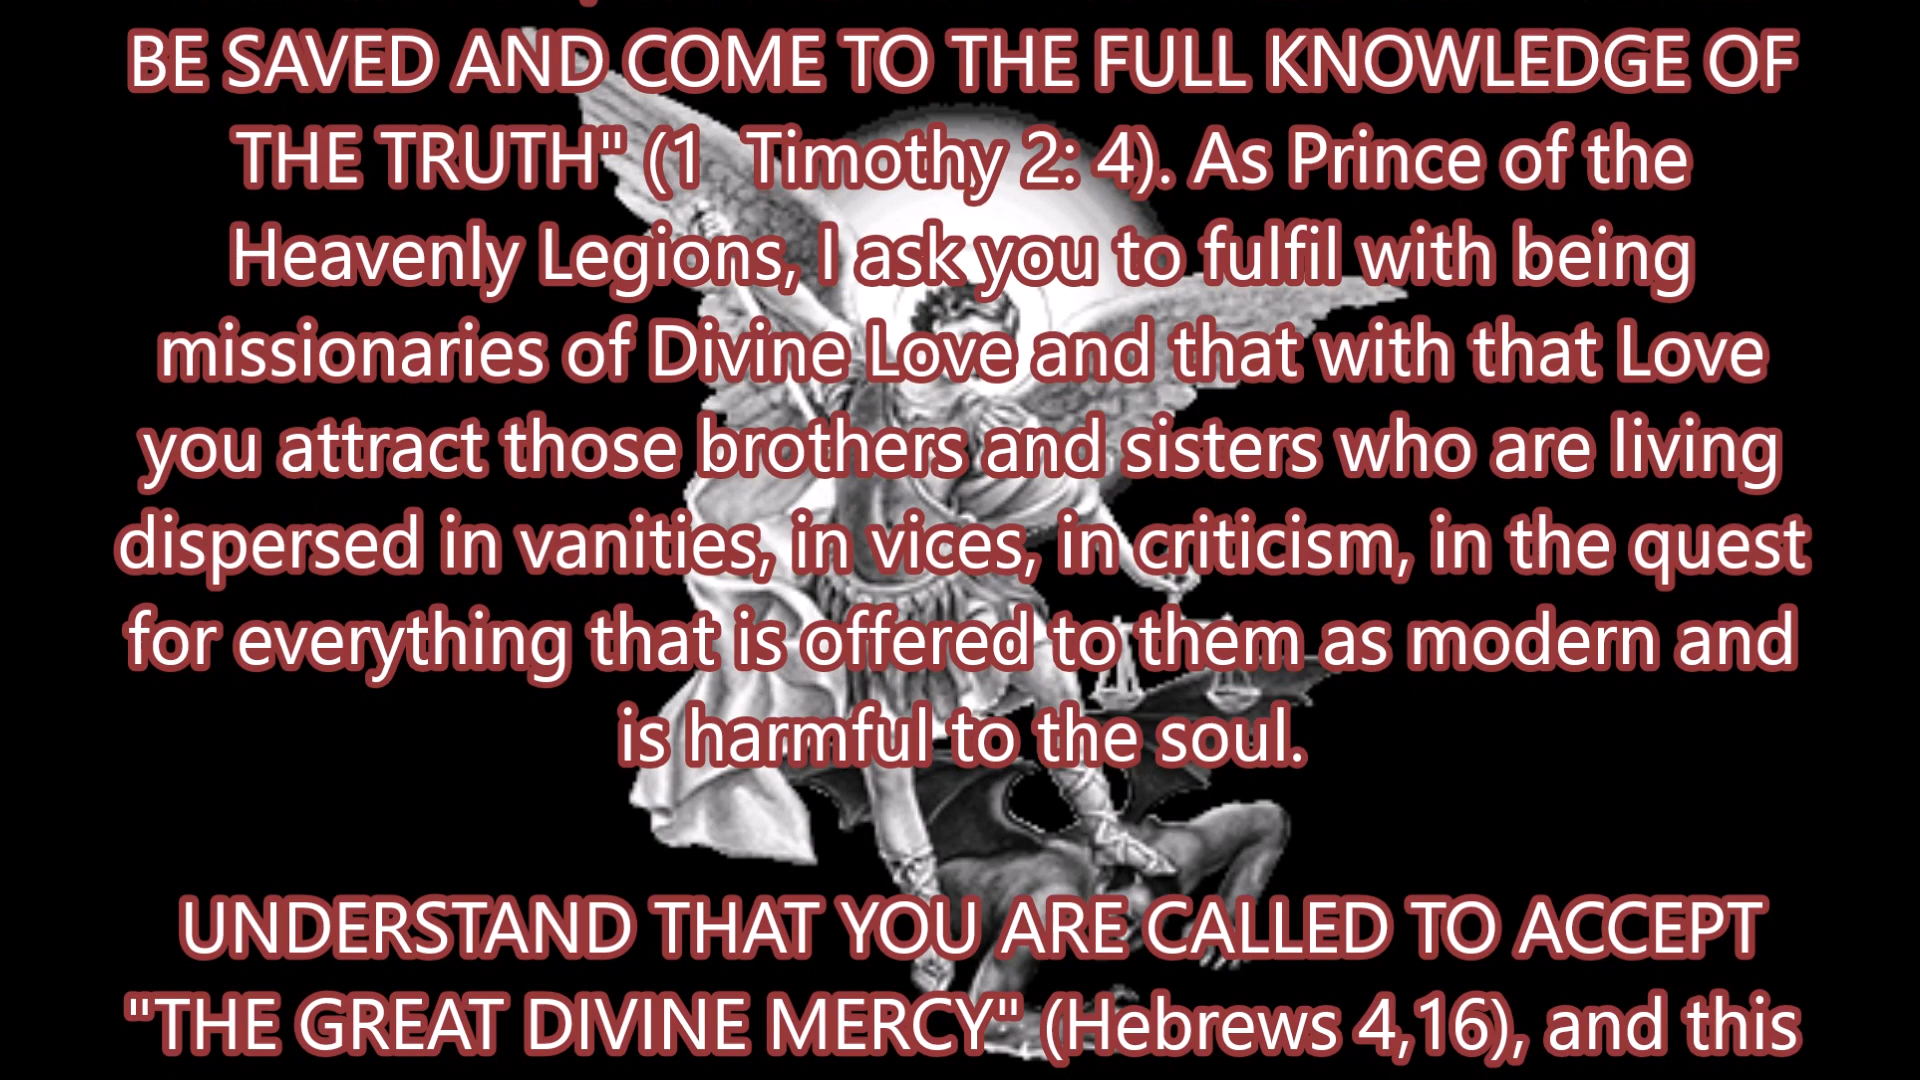 BE SAVED AND COME TO THE FULL KNOWLEDGE OF
THE TRUTH" (1 Timothy 2: 4). As Prince of the
Heavenly Legions, I ask you to fulfil with being
missionaries of Divine Love and that with that Love
you attract those brothers and sisters who are living
dispersed in vanities, in vices, in criticism, in the quest
for everything that is offered to them as modern and
is harmful to the soul.
UNDERSTAND THAT YOU ARE CALLED TO ACCEPT
"THE GREAT DIVINE MERCY" (Hebrews 4,16), and this